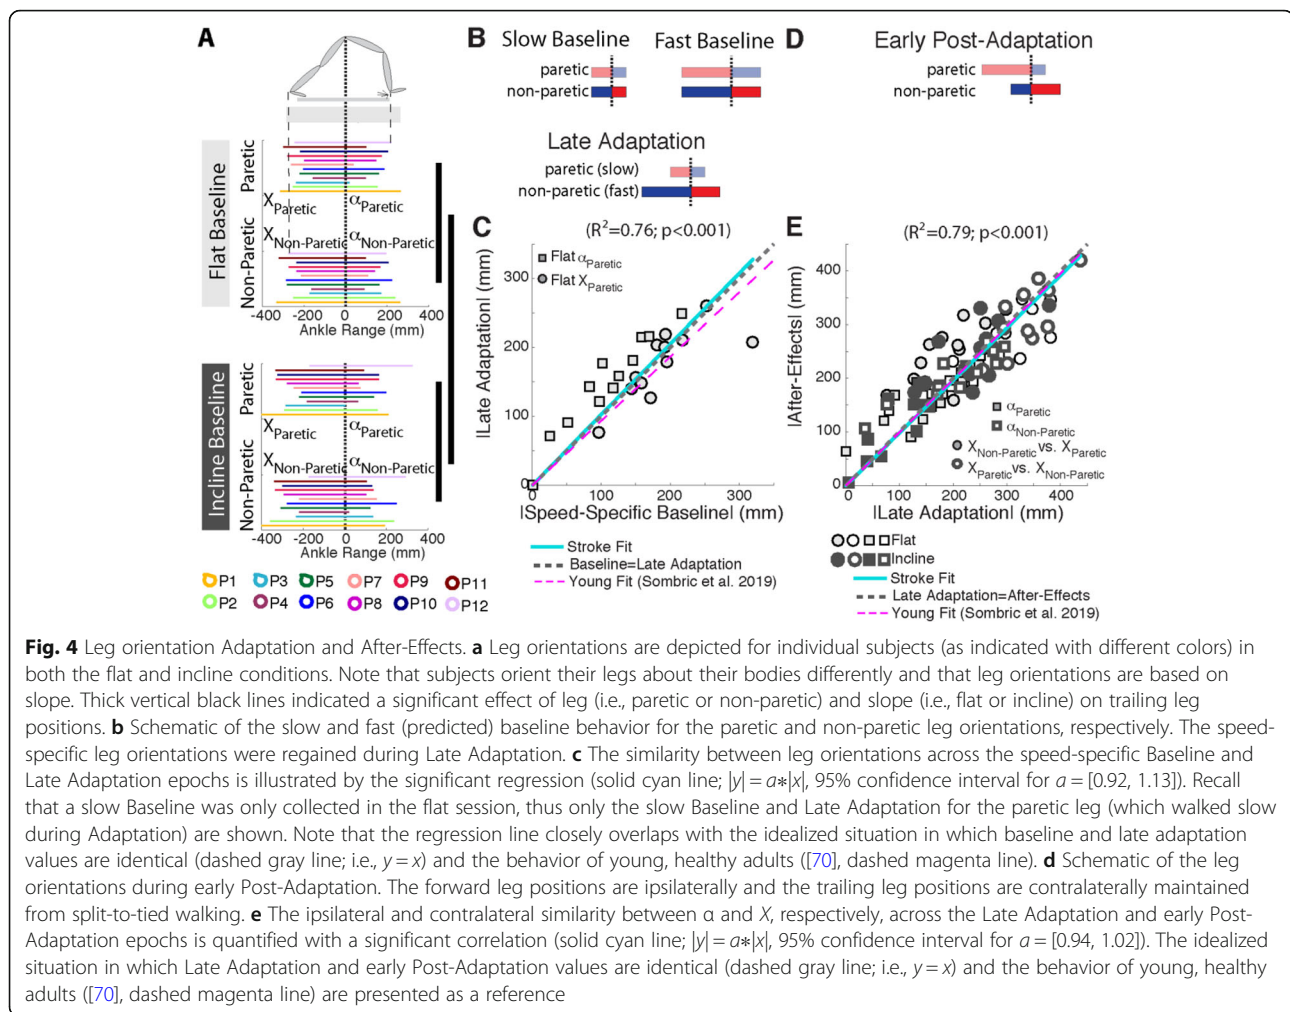 A
Flat Baseline
Paretic
Non-Paretic
X Paretic
α Paretic
X Non-Paretic
α Non-Paretic
-400 -200 0 200 400
Ankle Range (mm)
Incline Baseline
Paretic
Non-Paretic
X Paretic
α Paretic
X Non-Paretic
α Non-Paretic
-400 -200 0 200 400
Ankle Range (mm)
P1 P3 P5 P7 P9 P11
P2 P4 P6 P8 P10 P12
B
Slow Baseline Fast Baseline
paretic
non-paretic
Late Adaptation
paretic (slow)
non-paretic (fast)
C
(R²=0.76; p<0.001)
|Late Adaptation| (mm)
300
200
100
0
Flat α Paretic
Flat X Paretic
0 100 200 300
|Speed-Specific Baseline| (mm)
Stroke Fit
Baseline=Late Adaptation
Young Fit (Sombric et al. 2019)
D
Early Post-Adaptation
paretic
non-paretic
E
(R²=0.79; p<0.001)
|After-Effects| (mm)
400
300
200
100
0
α Paretic
α Non-Paretic
X Non-Paretic vs. X Paretic
X Paretic vs. X Non-Paretic
0 100 200 300 400
|Late Adaptation| (mm)
Flat
Incline
Stroke Fit
Late Adaptation=After-Effects
Young Fit (Sombric et al. 2019)
Fig. 4 Leg orientation Adaptation and After-Effects. a Leg orientations are depicted for individual subjects (as indicated with different colors) in
both the flat and incline conditions. Note that subjects orient their legs about their bodies differently and that leg orientations are based on
slope. Thick vertical black lines indicated a significant effect of leg (i.e., paretic or non-paretic) and slope (i.e., flat or incline) on trailing leg
positions. b Schematic of the slow and fast (predicted) baseline behavior for the paretic and non-paretic leg orientations, respectively. The speed-
specific leg orientations were regained during Late Adaptation. c The similarity between leg orientations across the speed-specific Baseline and
Late Adaptation epochs is illustrated by the significant regression (solid cyan line; |y| = a∗|x|, 95% confidence interval for a = [0.92, 1.13]). Recall
that a slow Baseline was only collected in the flat session, thus only the slow Baseline and Late Adaptation for the paretic leg (which walked slow
during Adaptation) are shown. Note that the regression line closely overlaps with the idealized situation in which baseline and late adaptation
values are identical (dashed gray line; i.e., y = x) and the behavior of young, healthy adults ([70], dashed magenta line). d Schematic of the leg
orientations during early Post-Adaptation. The forward leg positions are ipsilaterally and the trailing leg positions are contralaterally maintained
from split-to-tied walking. e The ipsilateral and contralateral similarity between α and X, respectively, across the Late Adaptation and early Post-
Adaptation epochs is quantified with a significant correlation (solid cyan line; |y| = a∗|x|, 95% confidence interval for a = [0.94, 1.02]). The idealized
situation in which Late Adaptation and early Post-Adaptation values are identical (dashed gray line; i.e., y = x) and the behavior of young, healthy
adults ([70], dashed magenta line) are presented as a reference